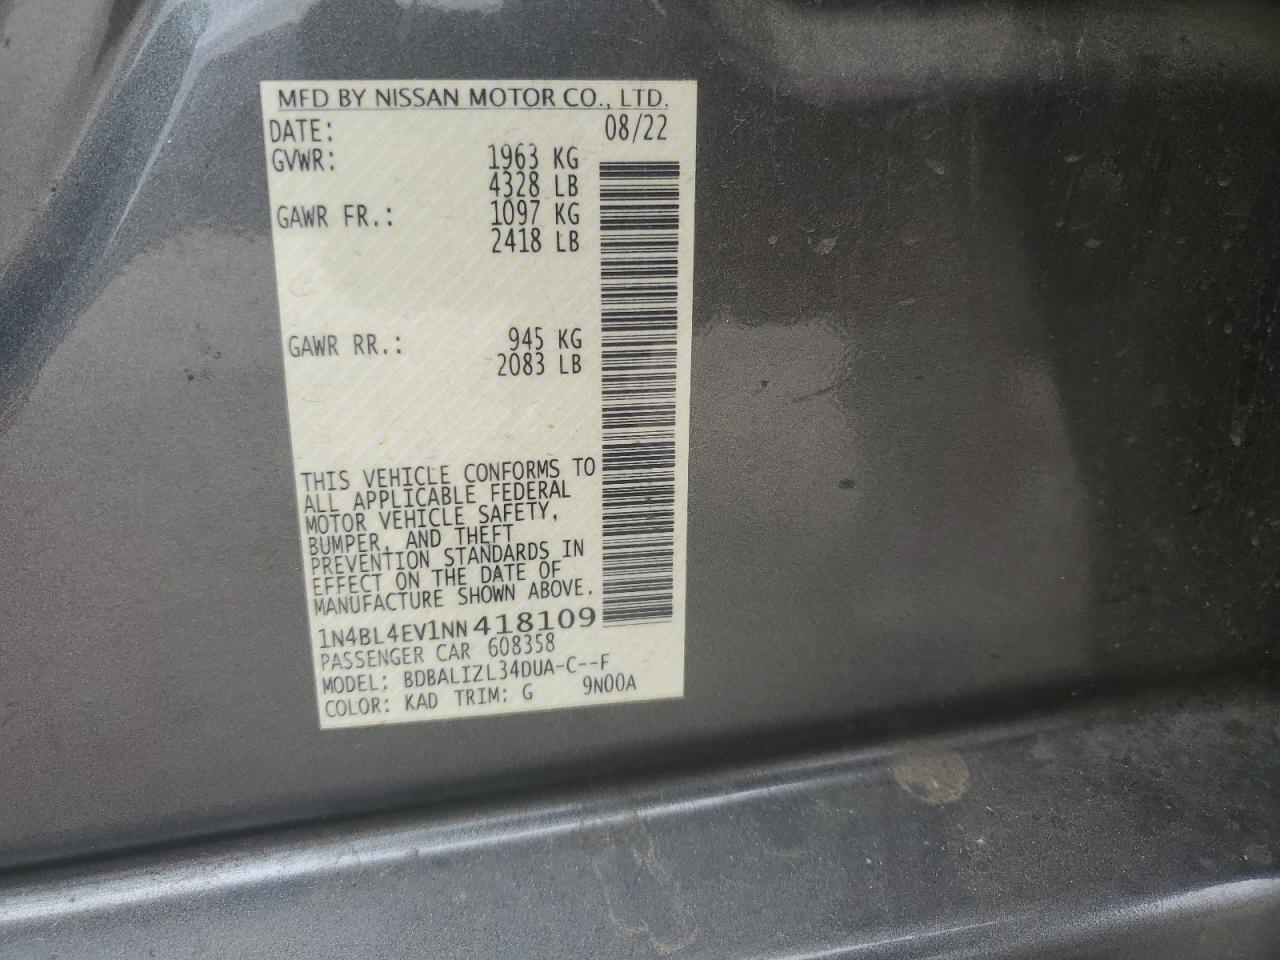 MFD BY NISSAN MOTOR CO., LTD.
DATE: 08/22
GVWR: 1963 KG
4328 LB
GAWR FR.: 1097 KG
2418 LB
GAWR RR.: 945 KG
2083 LB
THIS VEHICLE CONFORMS TO
ALL APPLICABLE FEDERAL
MOTOR VEHICLE SAFETY,
BUMPER, AND THEFT
PREVENTION STANDARDS IN
EFFECT ON THE DATE OF
MANUFACTURE SHOWN ABOVE.
1N4BL4EV1NN418109
PASSENGER CAR 608358
MODEL: BDBALIZL34DUA-C--F
COLOR: KAD TRIM: G 9N00A